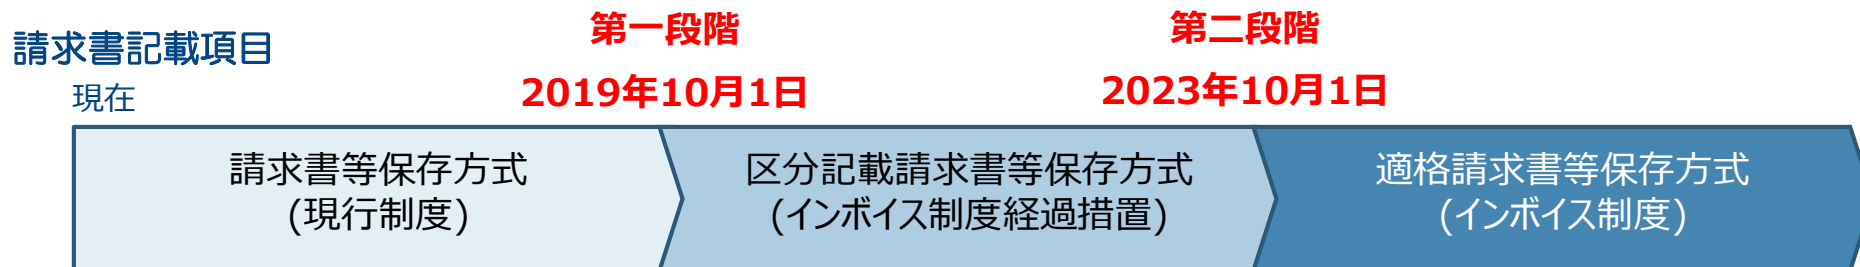 請求書記載項目
現在
第一段階
2019年10月1日
第二段階
2023年10月1日
請求書等保存方式
(現行制度)
区分記載請求書等保存方式
(インボイス制度経過措置)
適格請求書等保存方式
(インボイス制度)